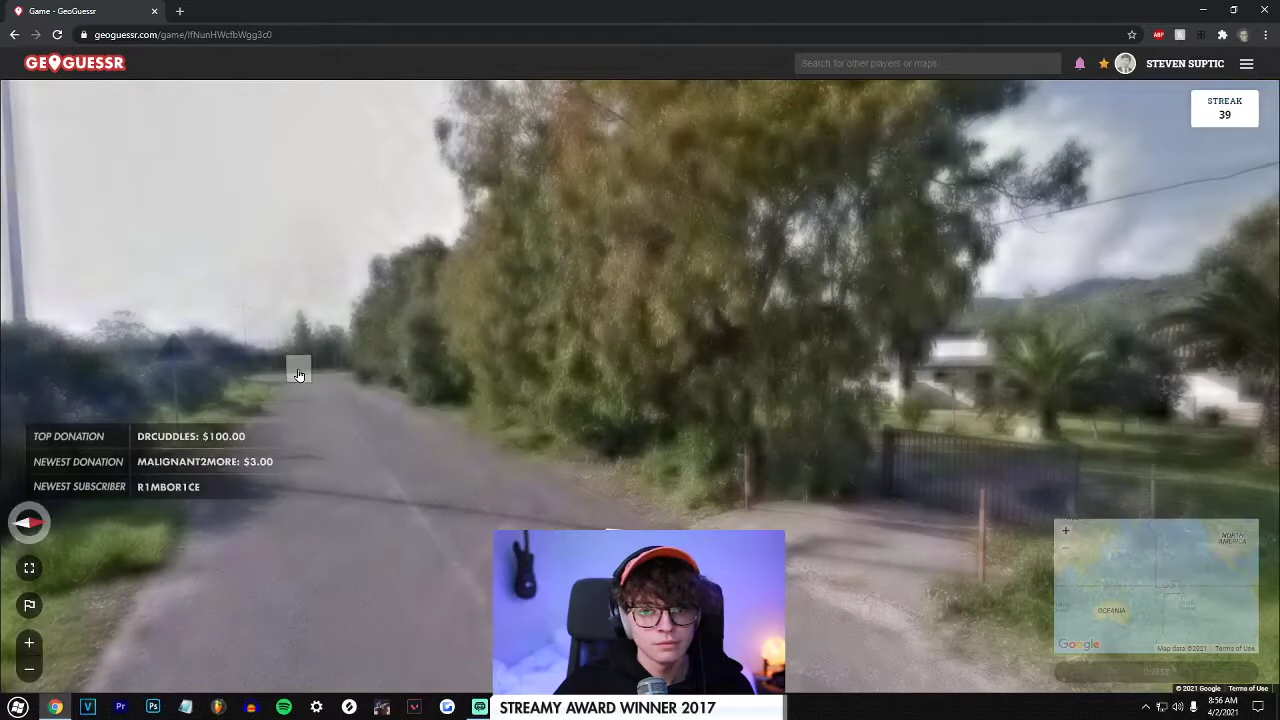 Game - GeoGuessr
geoguessr.com/game/IfNunHWcfbWgg3c0
GEOGUESSR
Search for other players or maps
STEVEN SUPTIC
STREAK
39
TOP DONATION DRCUDDLES: $100.00
NEWEST DONATION MALIGNANT2MORE: $3.00
NEWEST SUBSCRIBER R1MBOR1CE
NORTH AMERICA
OCEANIA
Google
Map data ©2021 Terms of Use
GUESS
© 2021 Google Terms of Use
STREAMY AWARD WINNER 2017
8:56 AM
4/2/2021